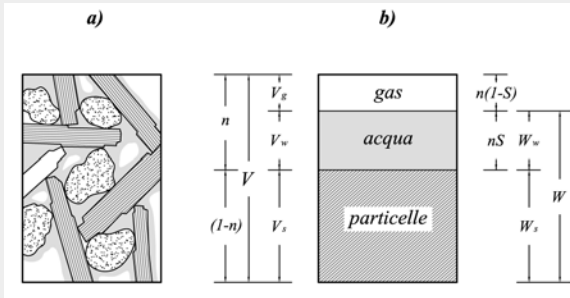 a)
b)
n
(1-n)
V
V_g
V_w
V_s
gas
acqua
particelle
n(1-S)
nS
W_w
W_s
W